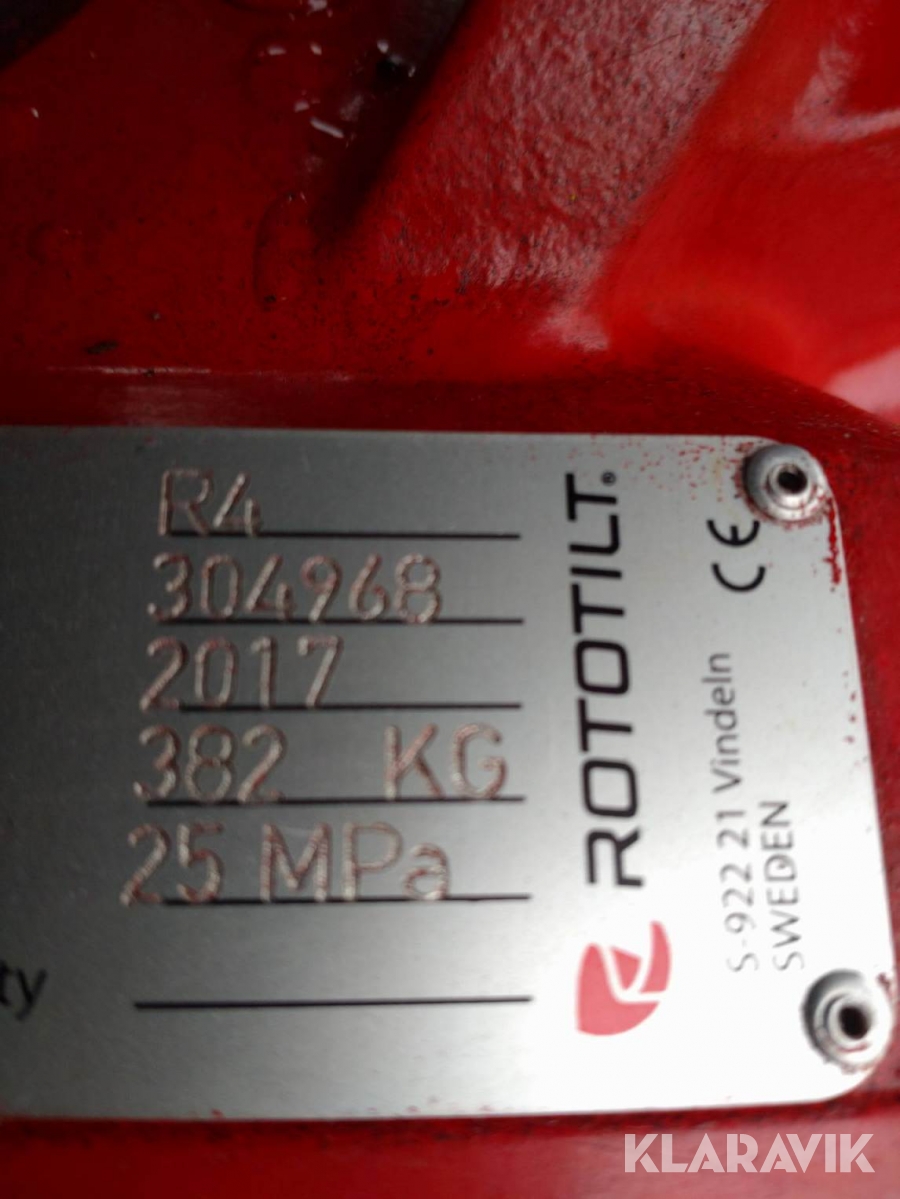 R4
304968
2017
382 KG
25 MPa
ty
ROTOTILT®
CE
S-922 21 Vindeln
SWEDEN
KLARAVIK